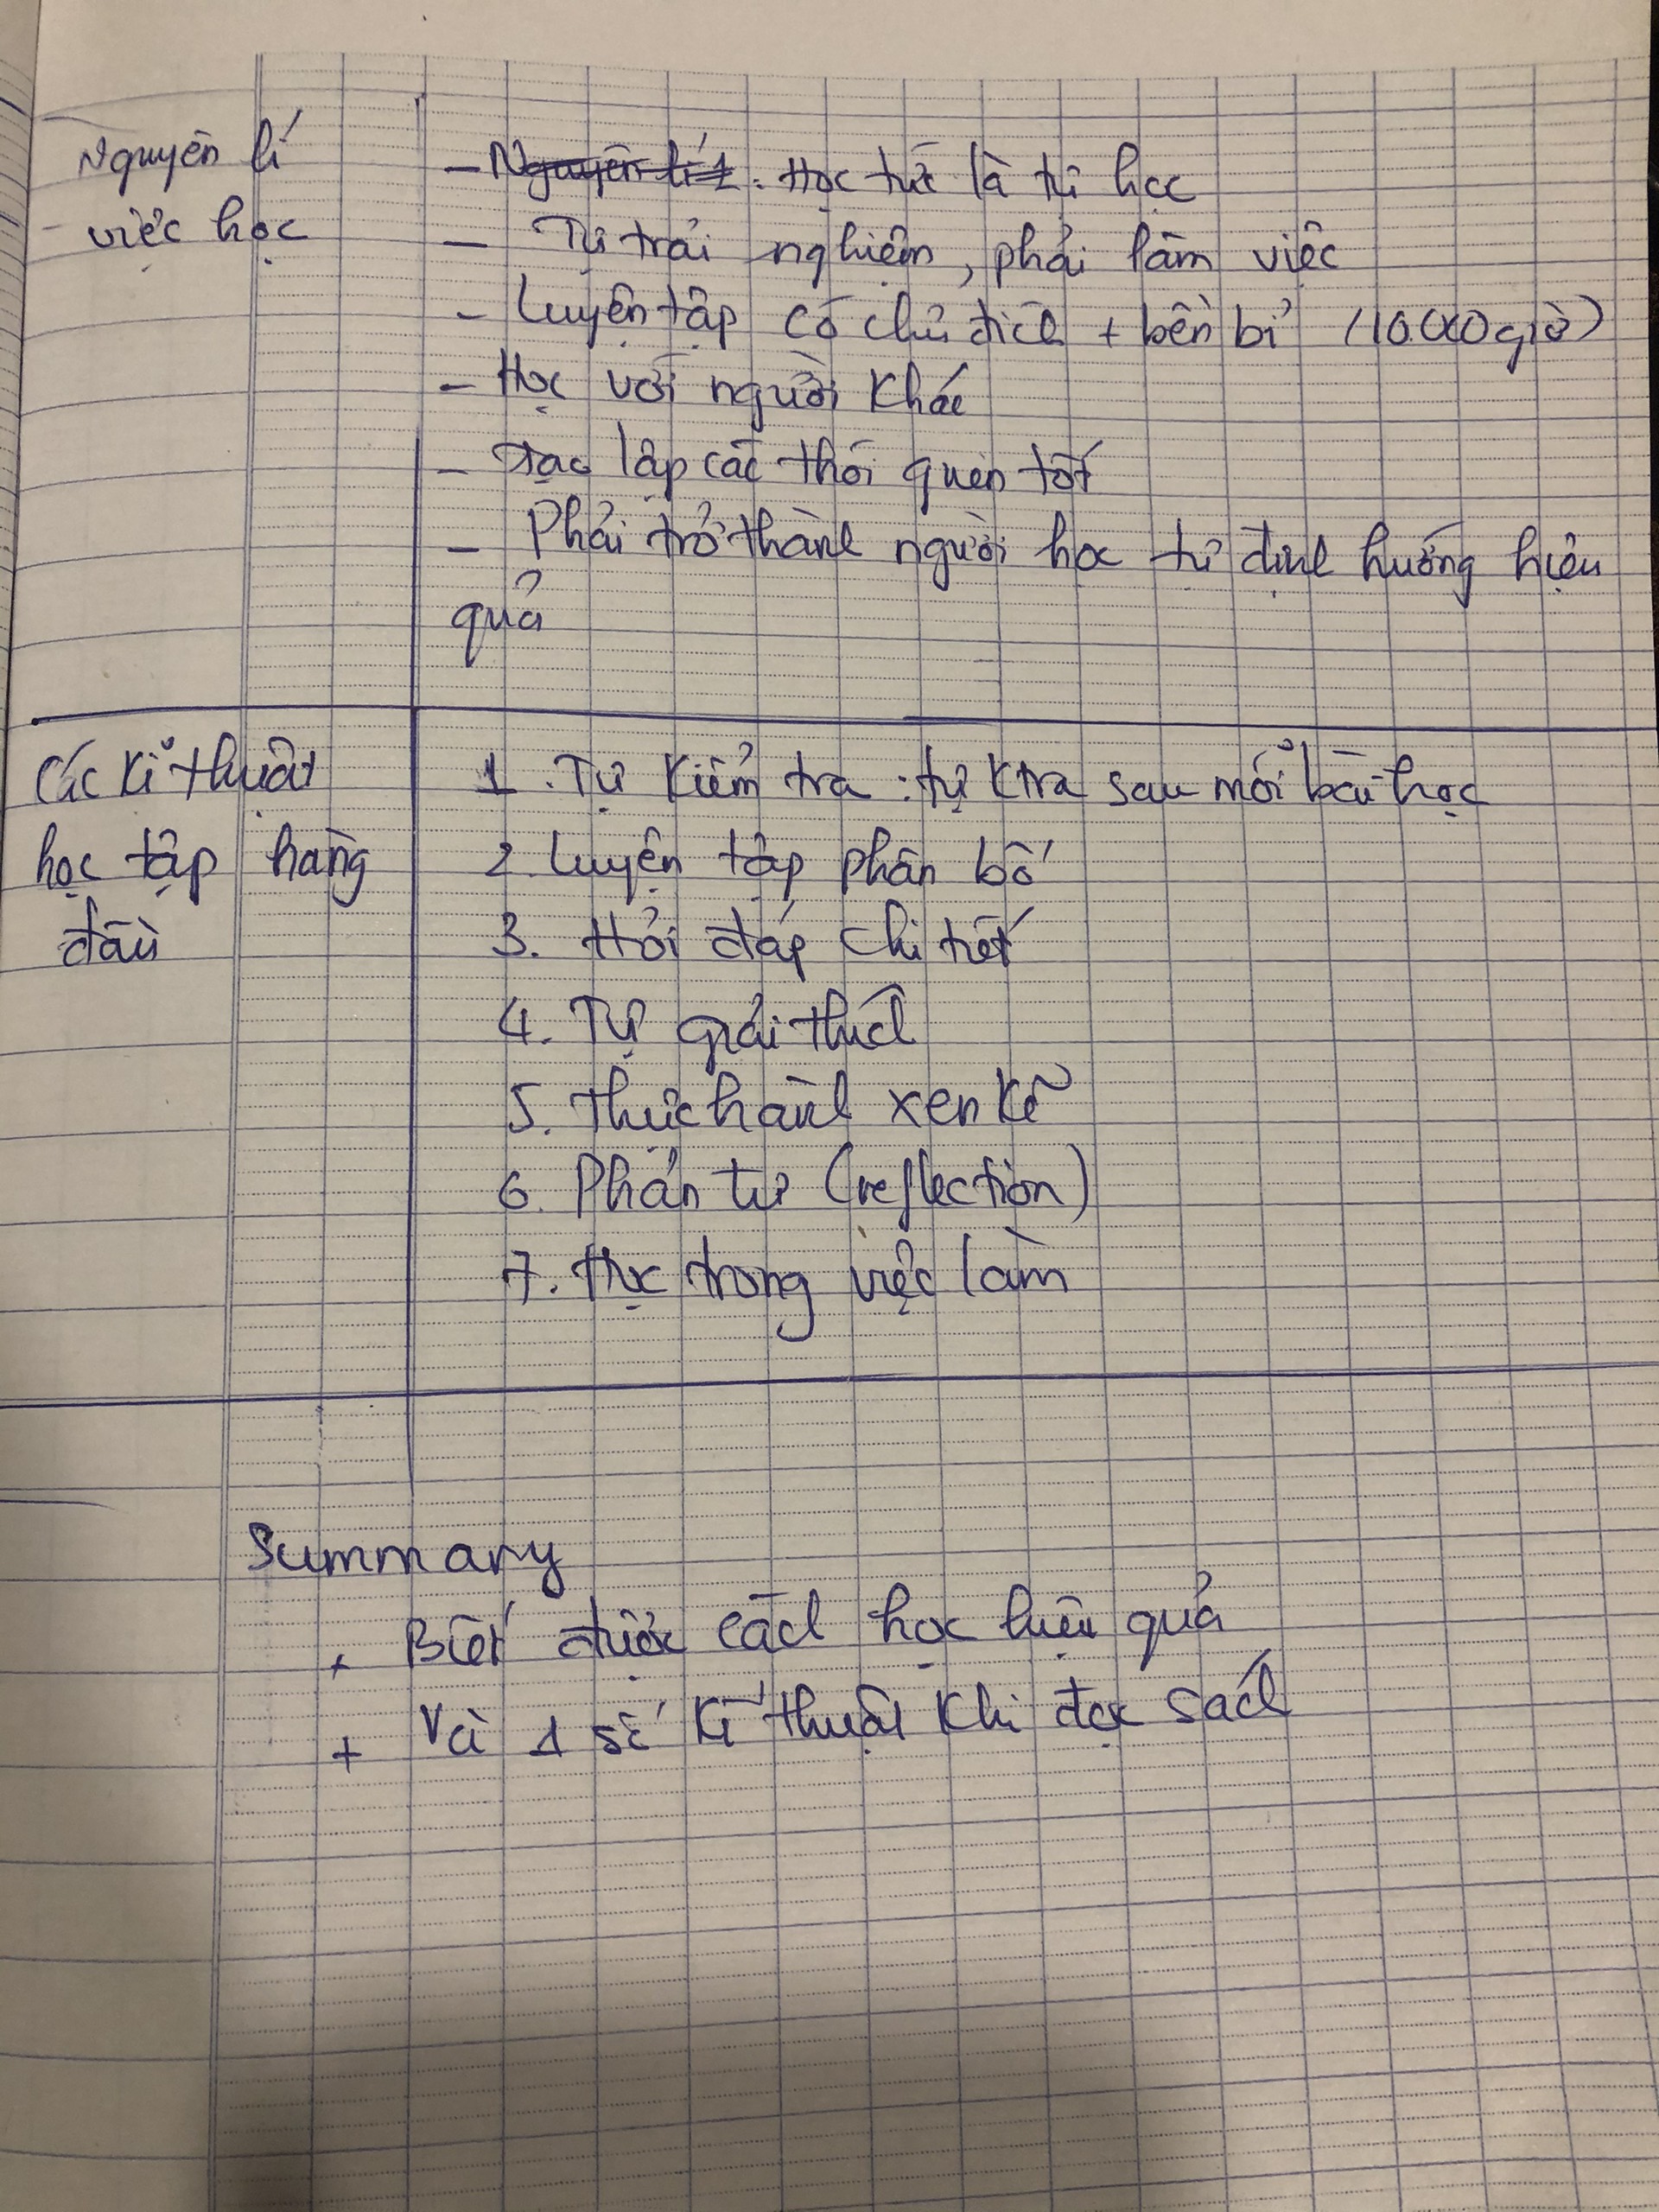 Nguyên lí
việc học
- Nguyên lí 1: Học tức là tự học
- Tự trải nghiệm, phải làm việc
- Luyện tập có chủ đích + bền bỉ (10.000 giờ)
- Học với người khác
- Tạo lập các thói quen tốt
- Phải trở thành người học tự định hướng hiệu
quả
Các kĩ thuật
học tập hàng
đầu
1. Tự kiểm tra : tự ktra sau mỗi bài học
2. Luyện tập phân bố
3. Hỏi đáp chi tiết
4. Tự giải thích
5. Thực hành xen kẽ
6. Phản tư (reflection)
7. Học trong việc làm
Summary
+ Biết được cách học hiệu quả
+ Và 1 số kĩ thuật khi đọc sách